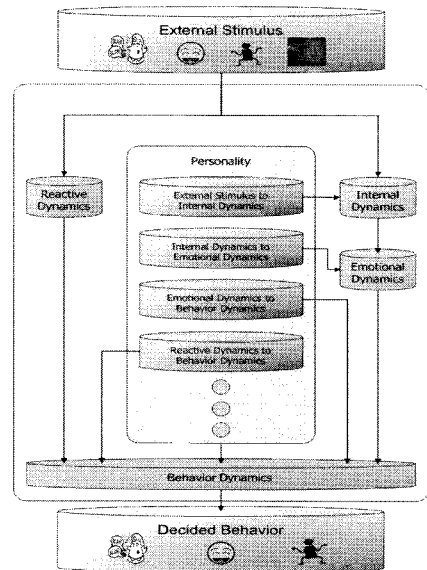 External Stimulus
Personality
Reactive
Dynamics
External Stimulus to
Internal Dynamics
Internal
Dynamics
Internal Dynamics to
Emotional Dynamics
Emotional
Dynamics
Emotional Dynamics to
Behavior Dynamics
Reactive Dynamics to
Behavior Dynamics
Behavior Dynamics
Decided Behavior